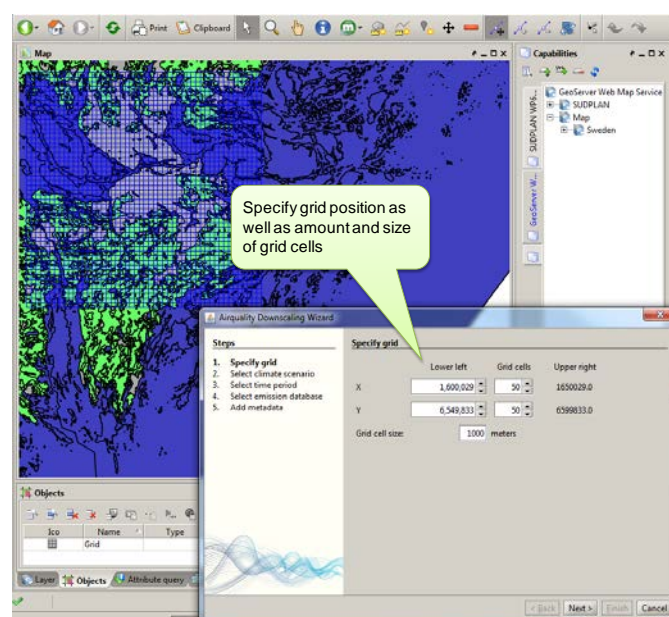 Print
Clipboard
Map
Capabilities
GeoServer Web Map Service
SUDPLAN
Map
Sweden
SUDPLAN WPS...
GeoServer W...
Specify grid position as
well as amount and size
of grid cells
Airquality Downscaling Wizard
Steps
1. Specify grid
2. Select climate scenario
3. Select time period
4. Select emission database
5. Add metadata
Specify grid
Lower left Grid cells Upper right
X 1,600,029 50 1650029.0
Y 6,549,833 50 6599833.0
Grid cell size: 1000 meters
Objects
Ico Name Type
Grid
Layer Objects Attribute query
< Back Next > Finish Cancel